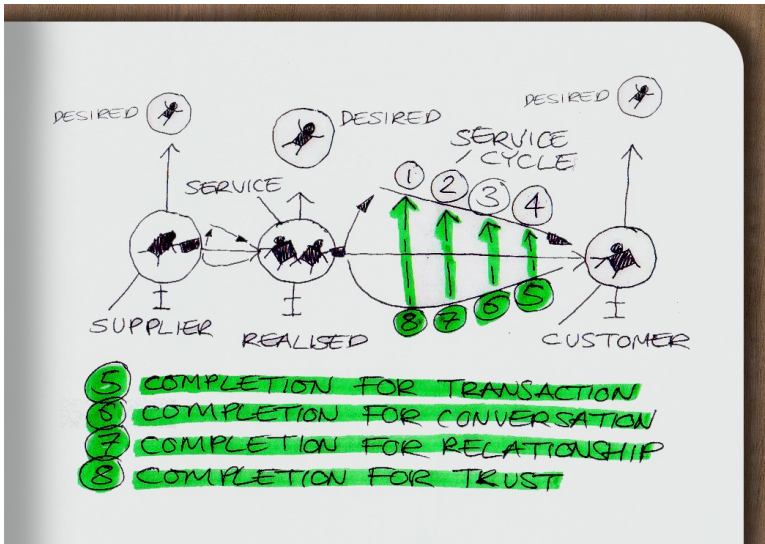 DESIRED
DESIRED
DESIRED
SERVICE
CYCLE
SERVICE
1 2 3 4
8 7 6 5
SUPPLIER
REALISED
CUSTOMER
5 COMPLETION FOR TRANSACTION
6 COMPLETION FOR CONVERSATION
7 COMPLETION FOR RELATIONSHIP
8 COMPLETION FOR TRUST